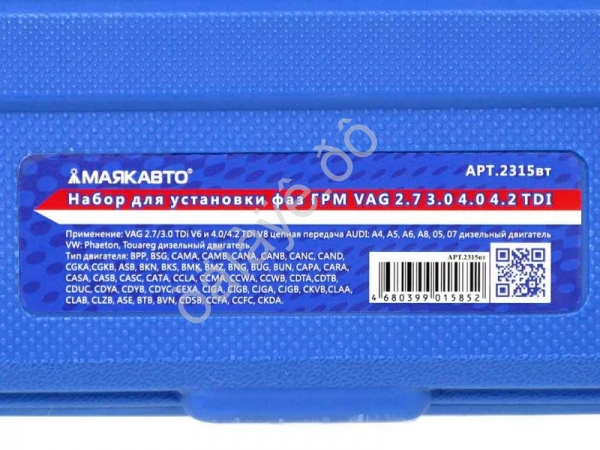 МАЯКАВТО®
АРТ.2315вт
Набор для установки фаз ГРМ VAG 2.7 3.0 4.0 4.2 TDI
Применение: VAG 2.7/3.0 TDi V6 и 4.0/4.2 TDI V8 цепная передача AUDI: A4, A5, A6, A8, 05, 07 дизельный двигатель
VW: Phaeton, Touareg дизельный двигатель
Тип двигателя: BPP, BSG, CAMA, CAMB, CANA, CANB, CANC, CAND,
CGKA, CGKB, ASB, BKN, BKS, BMK, BMZ, BNG, BUG, BUN, CAPA, CARA,
CASA, CASB, CASC, CATA, CCLA, CCMA, CCWA, CCWB, CDTA, CDTB,
CDUC, CDYA, CDYB, CDYC, CEXA, CJGA, CJGB, CJGA, CJGB, CKVB, CLAA,
CLAB, CLZB, ASE, BTB, BVN, CDSB, CCFA, CCFC, CKDA.
АРТ.2315вт
4 680399 015852